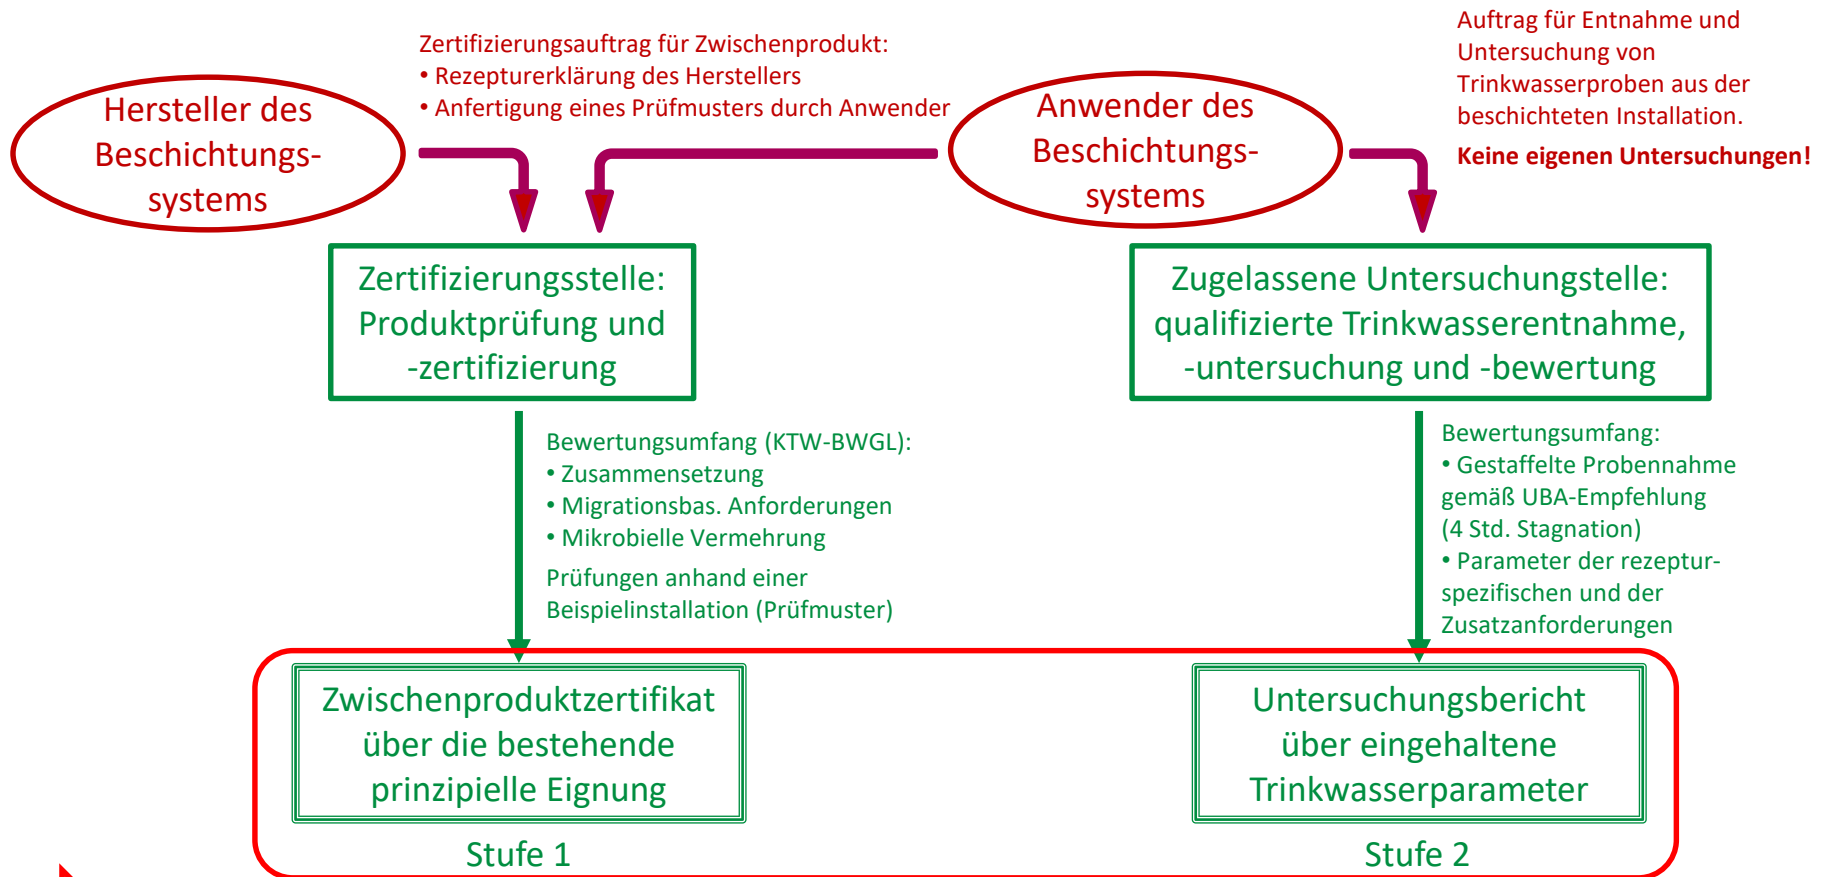 Zertifizierungsauftrag für Zwischenprodukt:
• Rezepturerklärung des Herstellers
• Anfertigung eines Prüfmusters durch Anwender
Auftrag für Entnahme und
Untersuchung von
Trinkwasserproben aus der
beschichteten Installation.
Keine eigenen Untersuchungen!
Hersteller des
Beschichtungs-
systems
Anwender des
Beschichtungs-
systems
Zertifizierungsstelle:
Produktprüfung und
-zertifizierung
Zugelassene Untersuchungstelle:
qualifizierte Trinkwasserentnahme,
-untersuchung und -bewertung
Bewertungsumfang (KTW-BWGL):
• Zusammensetzung
• Migrationsbas. Anforderungen
• Mikrobielle Vermehrung
Prüfungen anhand einer
Beispielinstallation (Prüfmuster)
Bewertungsumfang:
• Gestaffelte Probennahme
gemäß UBA-Empfehlung
(4 Std. Stagnation)
• Parameter der rezeptur-
spezifischen und der
Zusatzanforderungen
Zwischenproduktzertifikat
über die bestehende
prinzipielle Eignung
Stufe 1
Untersuchungsbericht
über eingehaltene
Trinkwasserparameter
Stufe 2